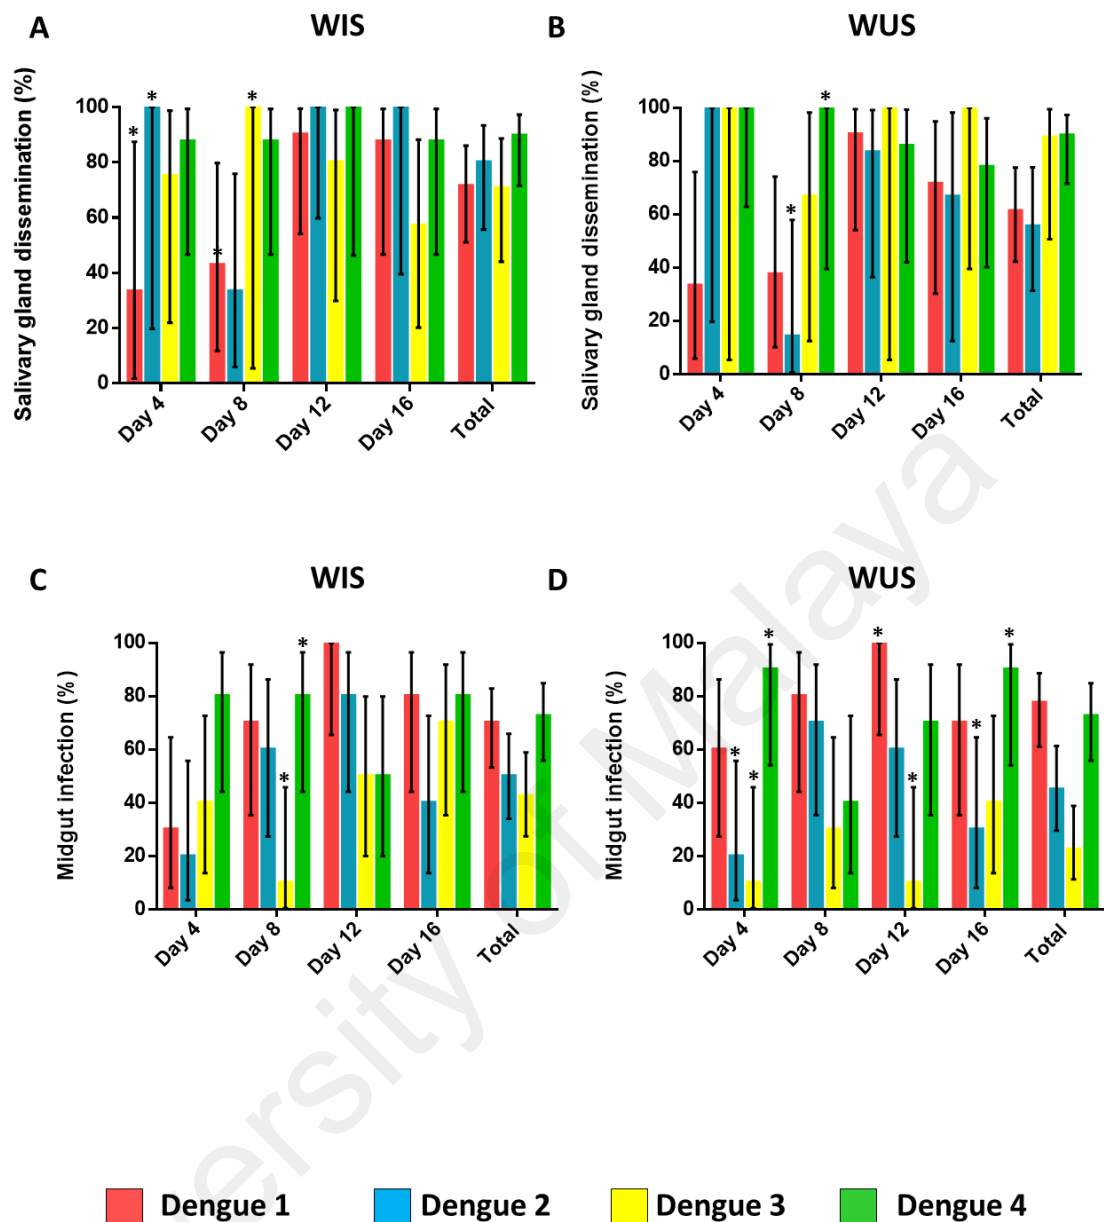 A
WIS
Salivary gland dissemination (%)
100
80
60
40
20
0
*
*
*
*
Day 4
Day 8
Day 12
Day 16
Total
B
WUS
Salivary gland dissemination (%)
100
80
60
40
20
0
*
*
Day 4
Day 8
Day 12
Day 16
Total
C
WIS
Midgut infection (%)
100
80
60
40
20
0
*
*
Day 4
Day 8
Day 12
Day 16
Total
D
WUS
Midgut infection (%)
100
80
60
40
20
0
*
*
*
*
*
*
*
Day 4
Day 8
Day 12
Day 16
Total
Dengue 1
Dengue 2
Dengue 3
Dengue 4
ersity of Malaya